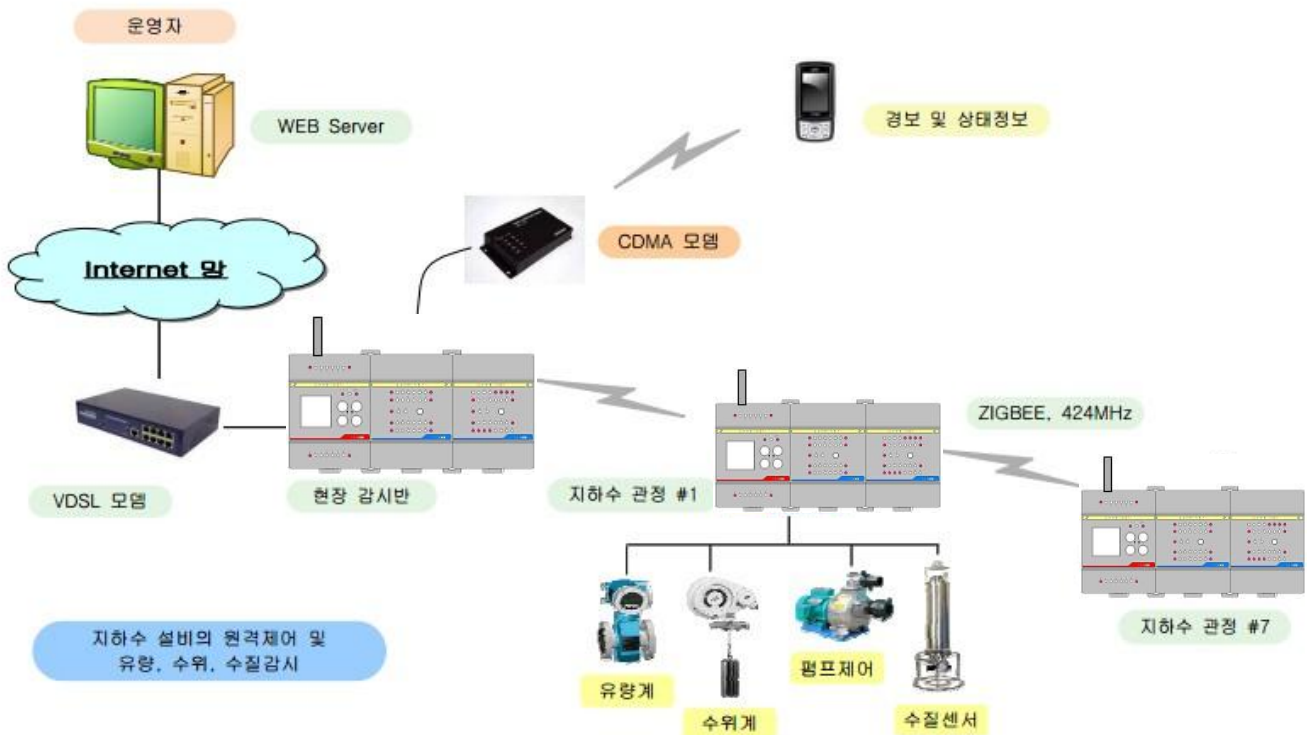 운영자
WEB Server
경보 및 상태정보
CDMA 모뎀
Internet 망
ZIGBEE, 424MHz
VDSL 모뎀
현장 감시반
지하수 관정 #1
지하수 관정 #7
지하수 설비의 원격제어 및
유량, 수위, 수질감시
유량계
수위계
펌프제어
수질센서